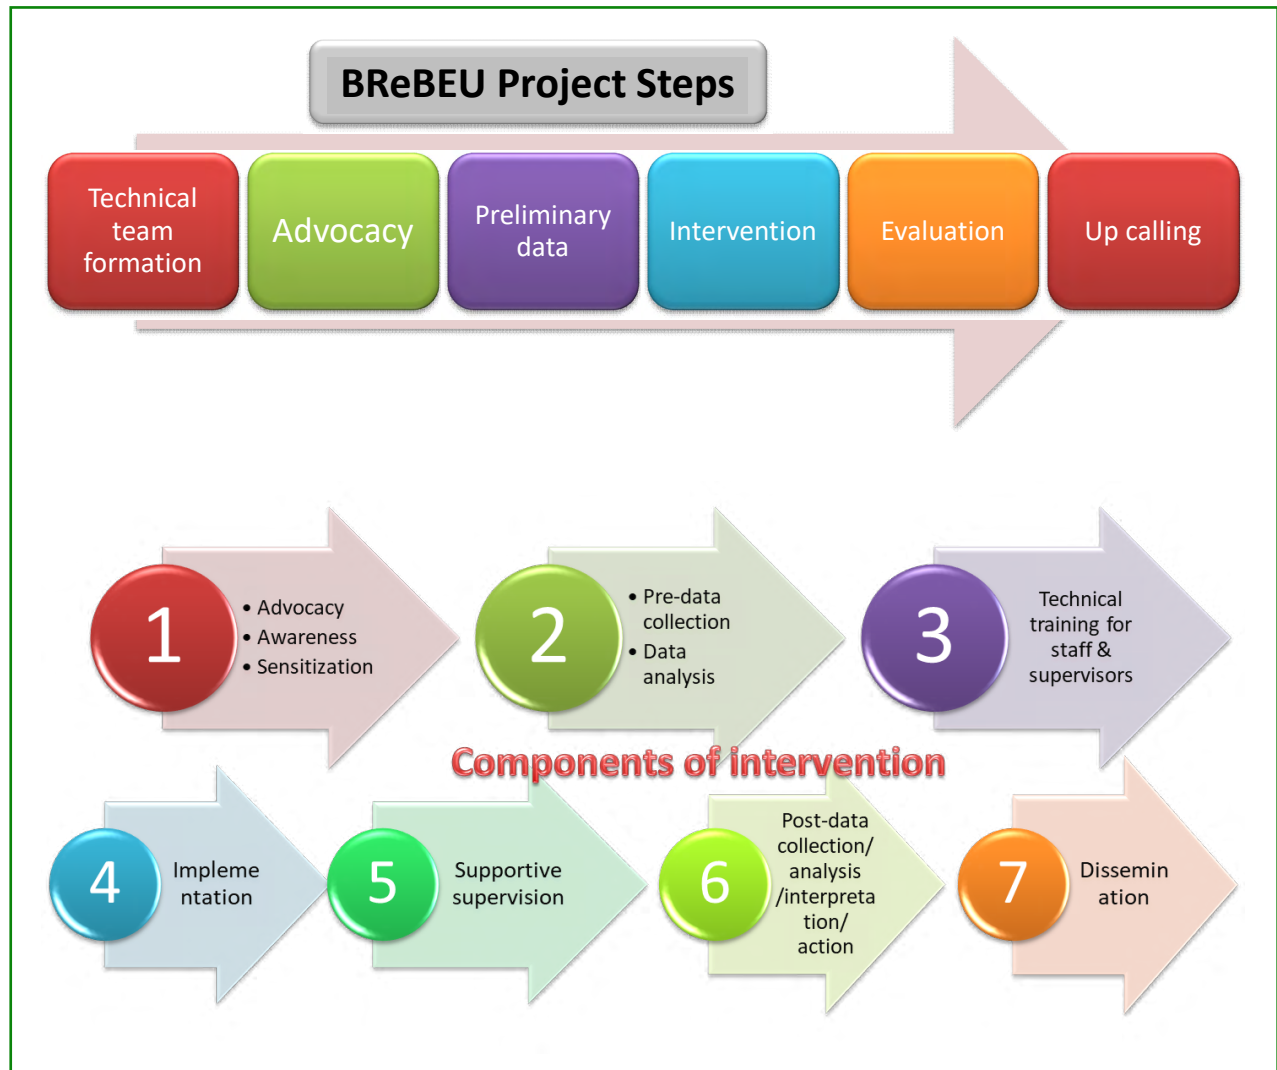 BReBEU Project Steps
Technical
team
formation
Advocacy
Preliminary
data
Intervention
Evaluation
Up calling
1
• Advocacy
• Awareness
• Sensitization
2
• Pre-data
collection
• Data
analysis
3
Technical
training for
staff &
supervisors
Components of intervention
4
Impleme
ntation
5
Supportive
supervision
6
Post-data
collection/
analysis
/interpreta
tion/
action
7
Dissemin
ation